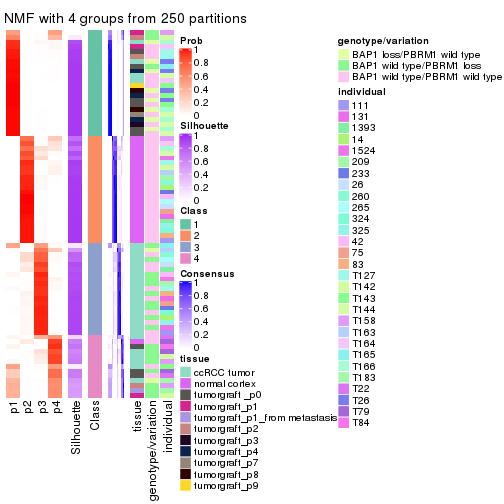 NMF with 4 groups from 250 partitions
Prob
1
0.8
0.6
0.4
0.2
0
Silhouette
1
0.8
0.6
0.4
0.2
0
Class
1
2
3
4
Consensus
1
0.8
0.6
0.4
0.2
0
tissue
ccRCC tumor
normal cortex
tumorgraft_p0
tumorgraft_p1
tumorgraft_p1_from metastasis
tumorgraft_p2
tumorgraft_p3
tumorgraft_p4
tumorgraft_p7
tumorgraft_p8
tumorgraft_p9
genotype/variation
BAP1 loss/PBRM1 wild type
BAP1 wild type/PBRM1 loss
BAP1 wild type/PBRM1 wild type
individual
111
131
1393
14
1524
209
233
26
260
265
324
325
42
75
83
T127
T142
T143
T144
T158
T163
T164
T165
T166
T183
T22
T26
T79
T84
p1
p2
p3
p4
Silhouette
Class
tissue
genotype/variation
individual